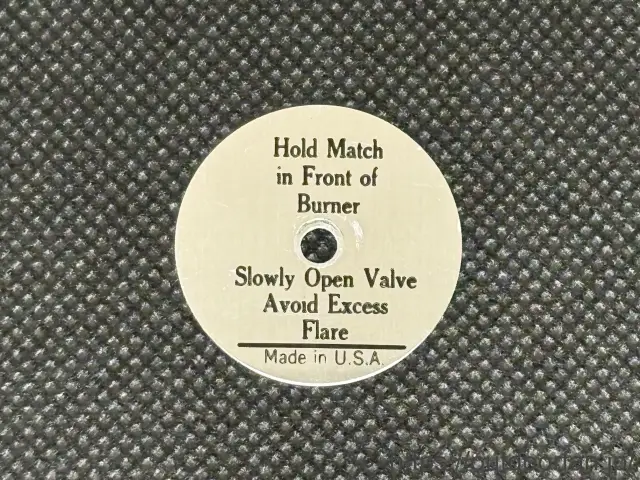 Hold Match
in Front of
Burner
Slowly Open Valve
Avoid Excess
Flare
Made in U.S.A